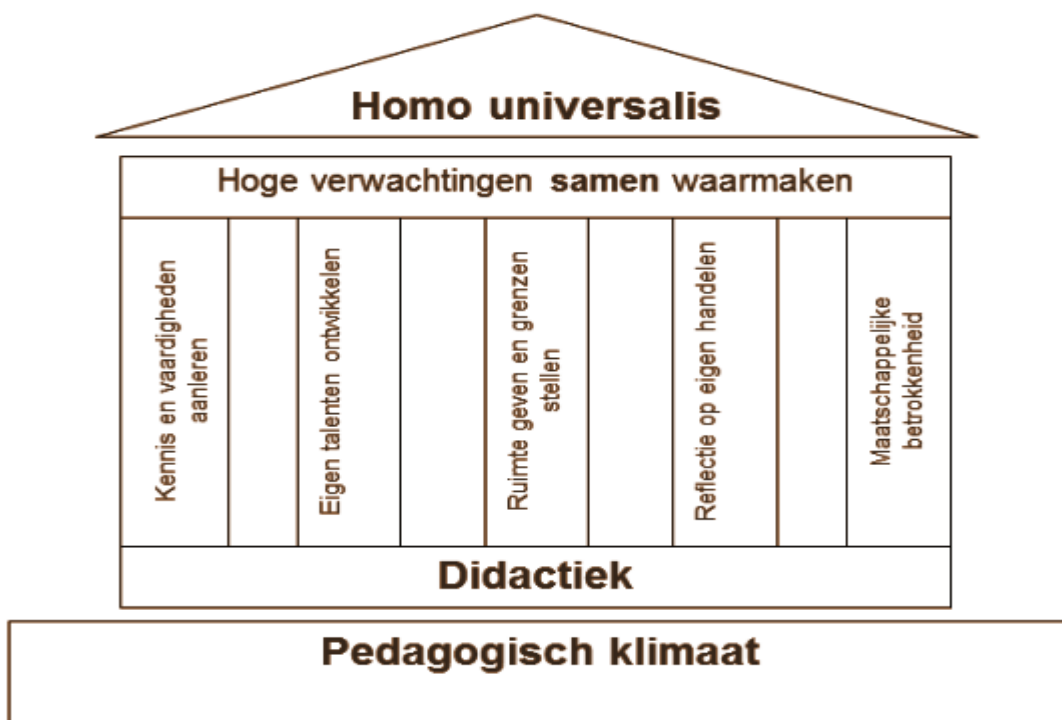 Homo universalis
Hoge verwachtingen samen waarmaken
Kennis en vaardigheden
aanleren
Eigen talenten ontwikkelen
Ruimte geven en grenzen
stellen
Reflectie op eigen handelen
Maatschappelijke
betrokkenheid
Didactiek
Pedagogisch klimaat